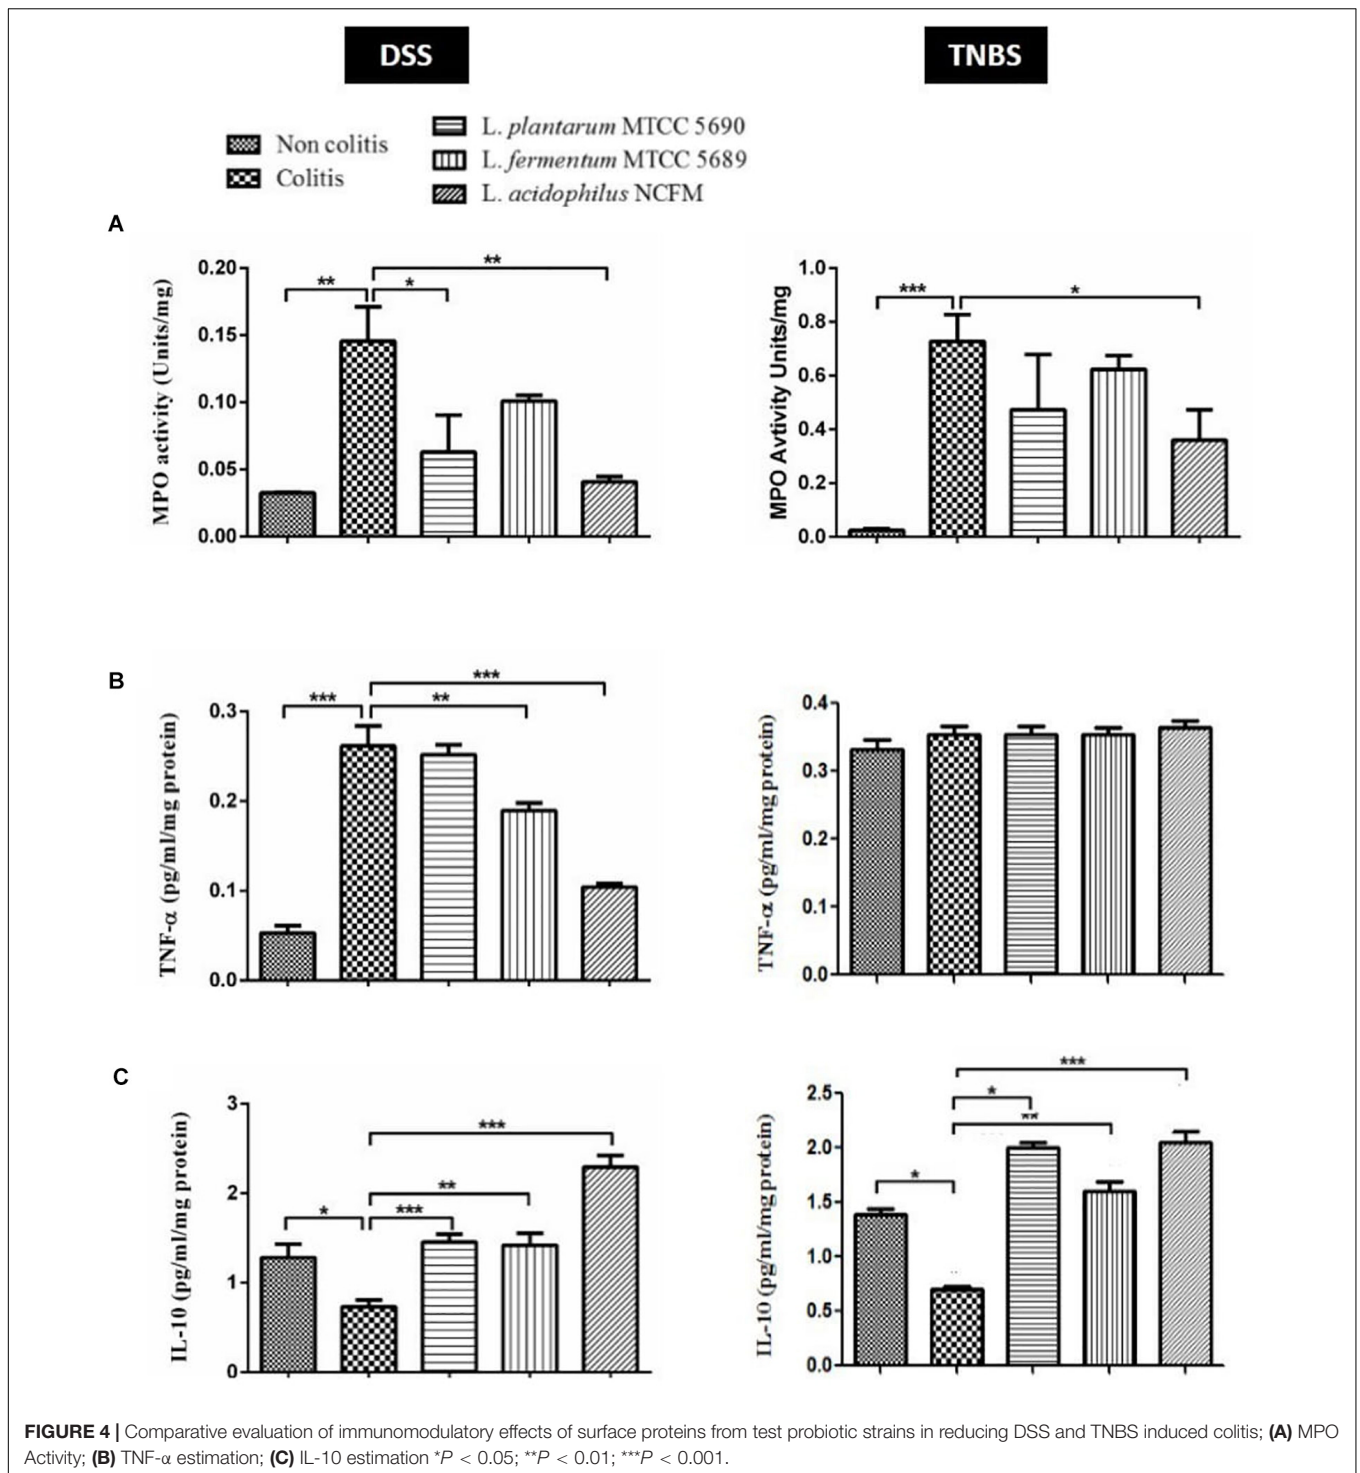 DSS
TNBS
Non colitis
Colitis
L. plantarum MTCC 5690
L. fermentum MTCC 5689
L. acidophilus NCFM
A
MPO activity (Units/mg)
0.20
0.15
0.10
0.05
0.00
**
*
**
MPO Avtivity Units/mg
1.0
0.8
0.6
0.4
0.2
0.0
***
*
B
TNF-α (pg/ml/mg protein)
0.3
0.2
0.1
0.0
***
**
***
TNF-α (pg/ml/mg protein)
0.4
0.3
0.2
0.1
0.0
C
IL-10 (pg/ml/mg protein)
3
2
1
0
*
***
**
***
IL-10 (pg/ml/mg protein)
2.5
2.0
1.5
1.0
0.5
0.0
*
**
*
***
FIGURE 4 | Comparative evaluation of immunomodulatory effects of surface proteins from test probiotic strains in reducing DSS and TNBS induced colitis; (A) MPO
Activity; (B) TNF-α estimation; (C) IL-10 estimation *P < 0.05; **P < 0.01; ***P < 0.001.